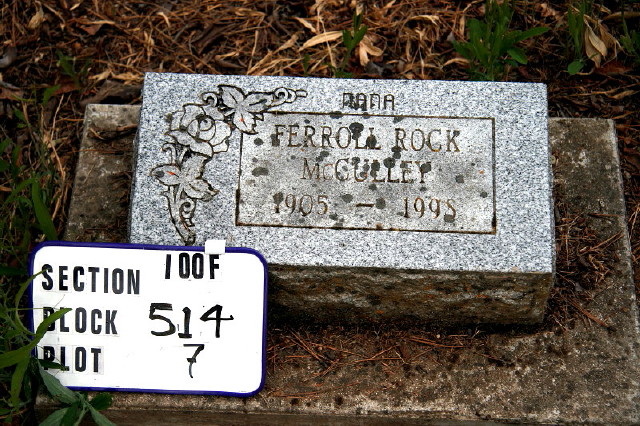 NANA
FERROLL ROCK
McCULLEY
1905 - 1998
SECTION 100F
BLOCK 514
PLOT 7